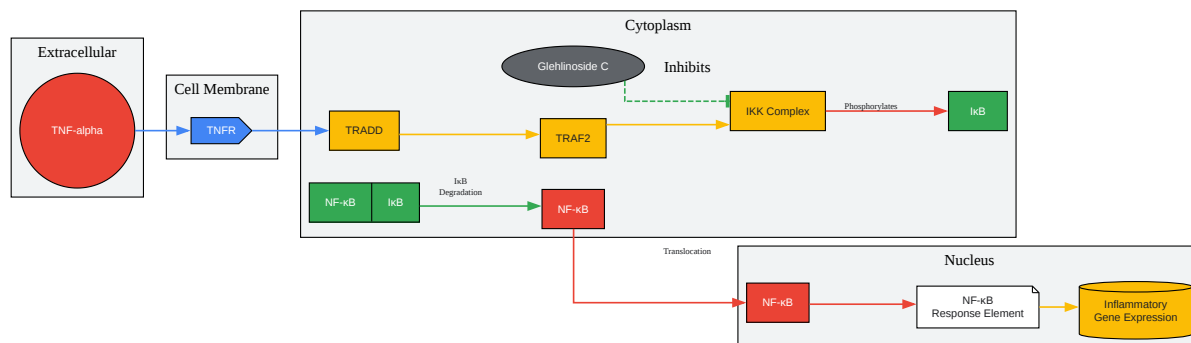 Extracellular
TNF-alpha
Cell Membrane
TNFR
Cytoplasm
Glehlinoside C
Inhibits
TRADD
TRAF2
IKK Complex
Phosphorylates
IκB
NF-κB
IκB
IκB
Degradation
NF-κB
Translocation
Nucleus
NF-κB
NF-κB
Response Element
Inflammatory
Gene Expression